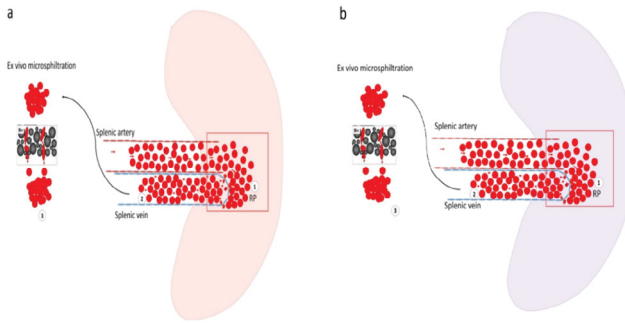 a
Ex vivo microsphiltration
Splenic artery
1
RP
2
Splenic vein
3
b
Ex vivo microsphiltration
Splenic artery
1
RP
2
Splenic vein
3